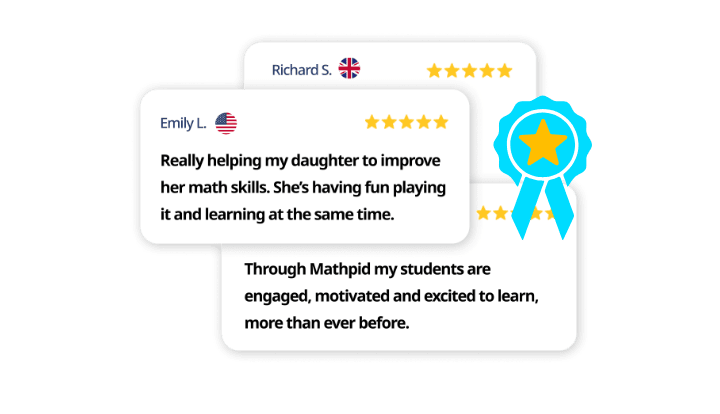 Richard S.
Emily L.
Really helping my daughter to improve
her math skills. She's having fun playing
it and learning at the same time.
Through Mathpid my students are
engaged, motivated and excited to learn,
more than ever before.